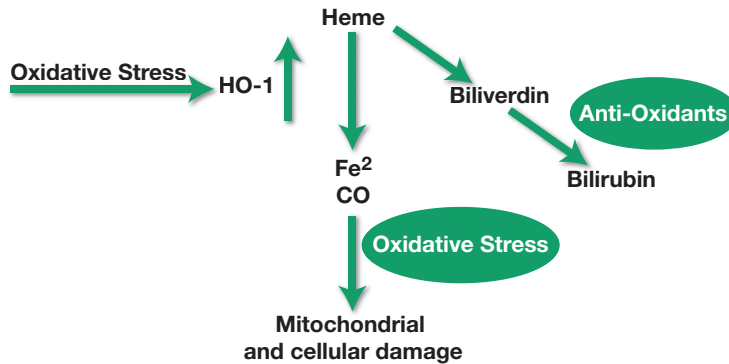 Heme
Oxidative Stress
HO-1
Biliverdin
Anti-Oxidants
Bilirubin
Fe²
CO
Oxidative Stress
Mitochondrial
and cellular damage